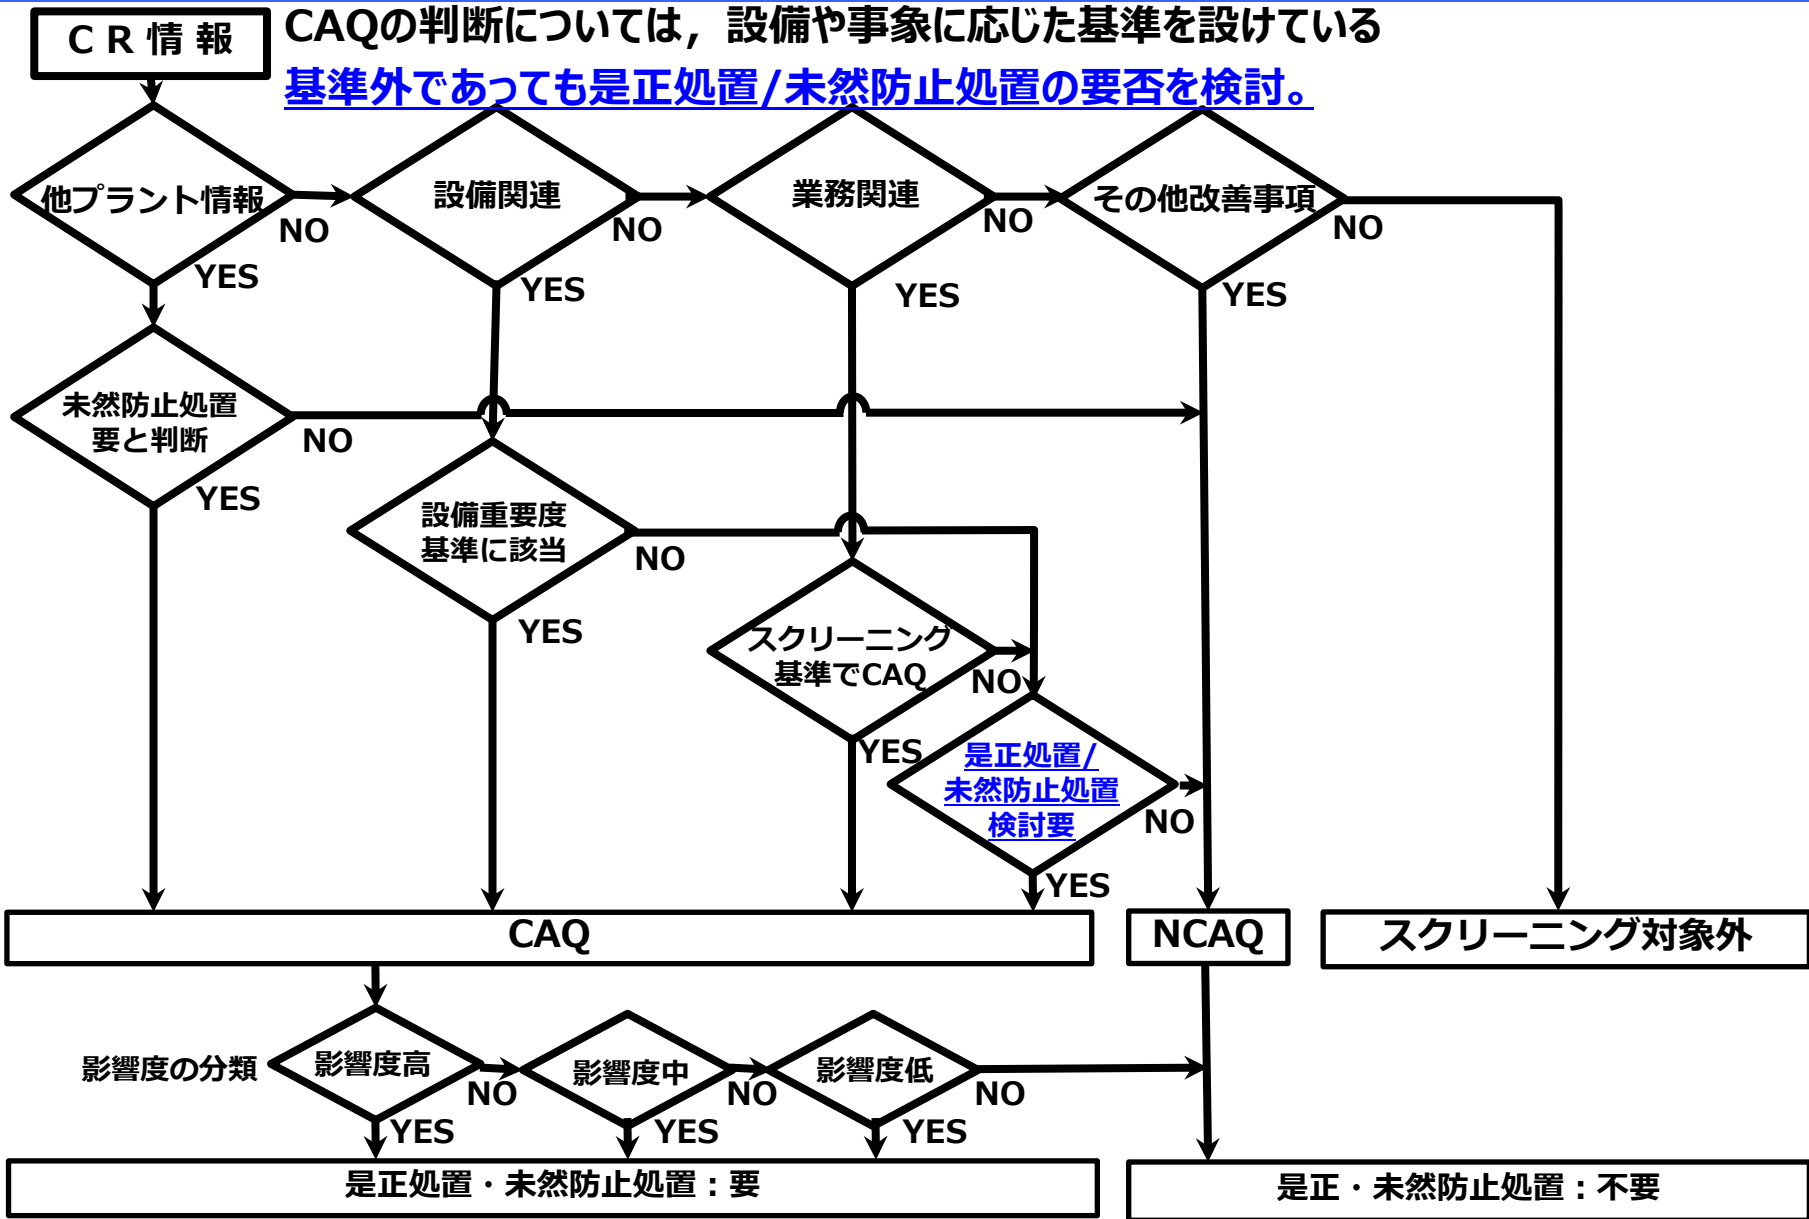 CR情報
CAQの判断については，設備や事象に応じた基準を設けている
基準外であっても是正処置/未然防止処置の要否を検討。
他プラント情報
設備関連
業務関連
その他改善事項
NO
NO
NO
NO
YES
YES
YES
YES
未然防止処置
要と判断
NO
YES
設備重要度
基準に該当
NO
YES
スクリーニング
基準でCAQ
NO
YES
是正処置/
未然防止処置
検討要
NO
YES
CAQ
NCAQ
スクリーニング対象外
影響度の分類
影響度高
影響度中
影響度低
NO
NO
NO
YES
YES
YES
是正処置・未然防止処置：要
是正・未然防止処置：不要